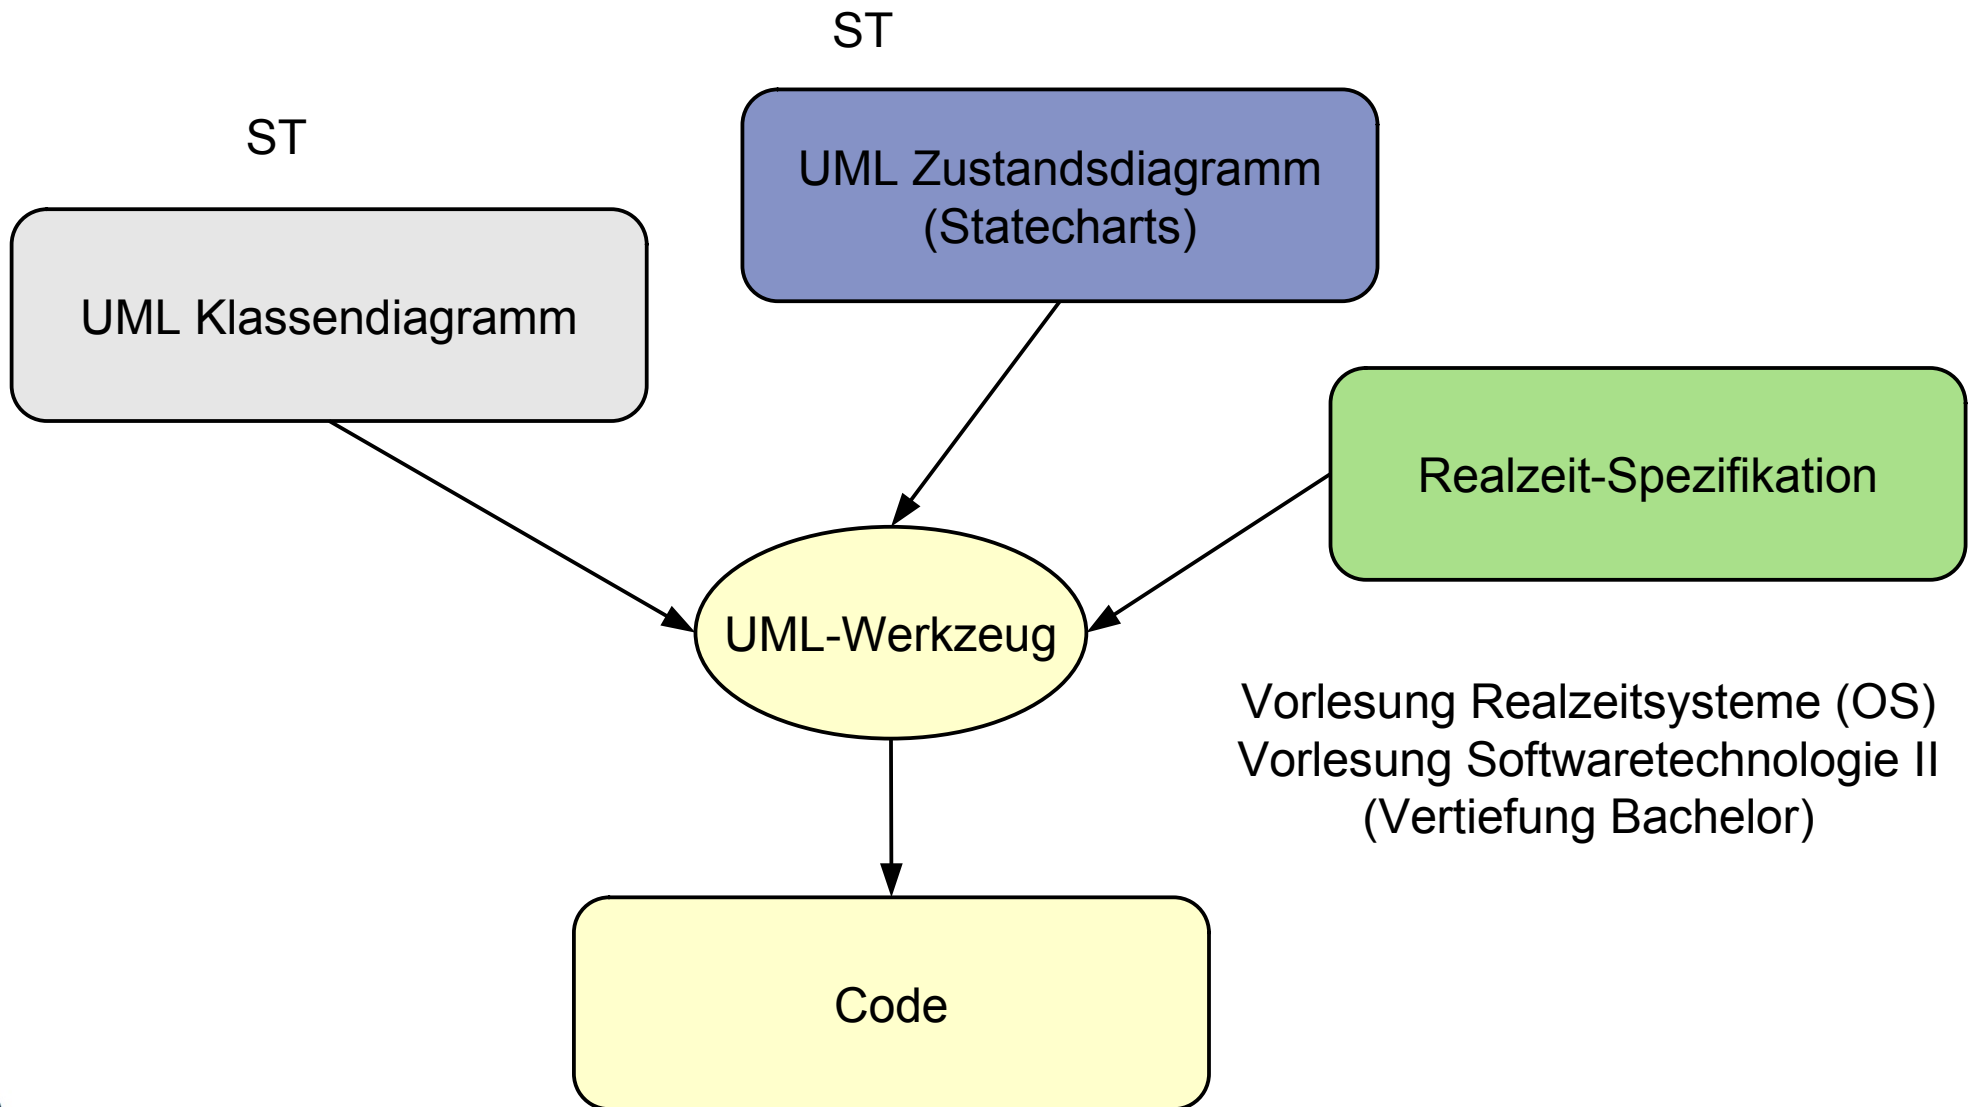 ST
ST
UML Zustandsdiagramm
(Statecharts)
UML Klassendiagramm
Realzeit-Spezifikation
UML-Werkzeug
Vorlesung Realzeitsysteme (OS)
Vorlesung Softwaretechnologie II
(Vertiefung Bachelor)
Code